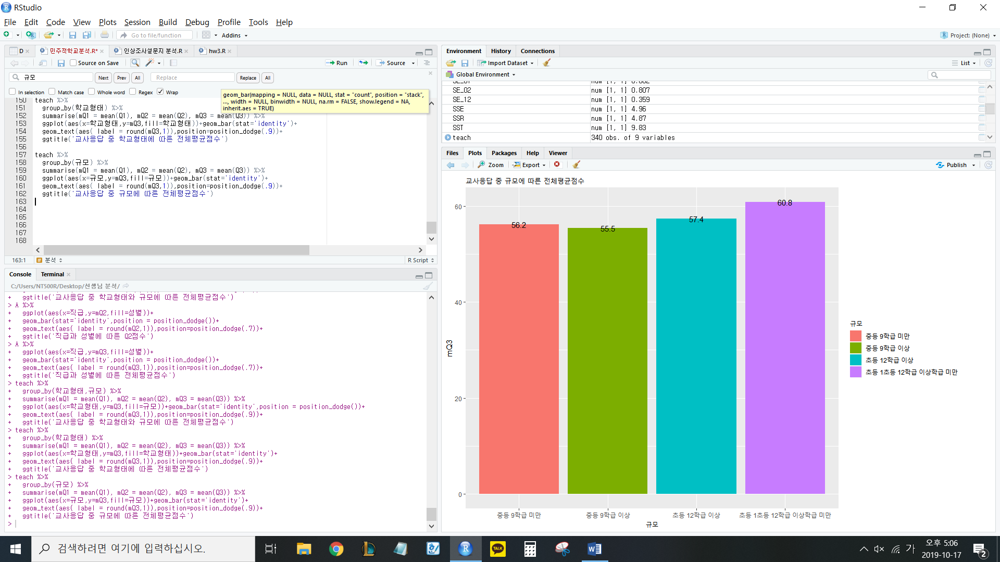 RStudio
File Edit Code View Plots Session Build Debug Profile Tools Help
Go to file/function Addins Project: (None)
D 민주적학교분석.R* 인상조사설문지 분석.R hw3.R
Source on Save Run Source
규모 Next Prev All Replace Replace All
In selection Match case Whole word Regex Wrap
geom_bar(mapping = NULL, data = NULL, stat = "count", position = "stack",
..., width = NULL, binwidth = NULL, na.rm = FALSE, show.legend = NA,
inherit.aes = TRUE)
150 teach %>%
151 group_by(학교형태) %>%
152 summarise(mQ1 = mean(Q1), mQ2 = mean(Q2), mQ3 = mean(Q3)) %>%
153 ggplot(aes(x=학교형태,y=mQ3,fill=학교형태))+geom_bar(stat='identity')+
154 geom_text(aes( label = round(mQ3,1)),position=position_dodge(.9))+
155 ggtitle('교사응답 중 학교형태에 따른 전체평균점수')
156
157 teach %>%
158 group_by(규모) %>%
159 summarise(mQ1 = mean(Q1), mQ2 = mean(Q2), mQ3 = mean(Q3)) %>%
160 ggplot(aes(x=규모,y=mQ3,fill=규모))+geom_bar(stat='identity')+
161 geom_text(aes( label = round(mQ3,1)),position=position_dodge(.9))+
162 ggtitle('교사응답 중 규모에 따른 전체평균점수')
163
164
165
166
167
168
163:1 # 분석 R Script
Console Terminal
C:/Users/NT500R/Desktop/선생님 분석/
+ ggtitle('교사응답 중 학교형태와 규모에 따른 전체평균점수')
> A %>%
+ ggplot(aes(x=직급,y=mQ2,fill=성별))+
+ geom_bar(stat='identity',position = position_dodge())+
+ geom_text(aes( label = round(mQ2,1)),position=position_dodge(.7))+
+ ggtitle('직급과 성별에 따른 Q2점수')
> A %>%
+ ggplot(aes(x=직급,y=mQ3,fill=성별))+
+ geom_bar(stat='identity',position = position_dodge())+
+ geom_text(aes( label = round(mQ3,1)),position=position_dodge(.7))+
+ ggtitle('직급과 성별에 따른 전체평균점수')
> teach %>%
+ group_by(학교형태,규모) %>%
+ summarise(mQ1 = mean(Q1), mQ2 = mean(Q2), mQ3 = mean(Q3)) %>%
+ ggplot(aes(x=학교형태,y=mQ3,fill=규모))+geom_bar(stat='identity',position = position_dodge())+
+ geom_text(aes( label = round(mQ3,1)),position=position_dodge(.9))+
+ ggtitle('교사응답 중 학교형태와 규모에 따른 전체평균점수')
> teach %>%
+ group_by(학교형태) %>%
+ summarise(mQ1 = mean(Q1), mQ2 = mean(Q2), mQ3 = mean(Q3)) %>%
+ ggplot(aes(x=학교형태,y=mQ3,fill=학교형태))+geom_bar(stat='identity')+
+ geom_text(aes( label = round(mQ3,1)),position=position_dodge(.9))+
+ ggtitle('교사응답 중 학교형태에 따른 전체평균점수')
> teach %>%
+ group_by(규모) %>%
+ summarise(mQ1 = mean(Q1), mQ2 = mean(Q2), mQ3 = mean(Q3)) %>%
+ ggplot(aes(x=규모,y=mQ3,fill=규모))+geom_bar(stat='identity')+
+ geom_text(aes( label = round(mQ3,1)),position=position_dodge(.9))+
+ ggtitle('교사응답 중 규모에 따른 전체평균점수')
>
Environment History Connections
Import Dataset List
Global Environment
SE_02 num [1, 1] 0.807
SE_12 num [1, 1] 0.359
SSE num [1, 1] 4.96
SSR num [1, 1] 4.87
SST num [1, 1] 9.83
teach 340 obs. of 9 variables
Files Plots Packages Help Viewer
Zoom Export Publish
교사응답 중 규모에 따른 전체평균점수
60
40
20
0
mQ3
56.2 55.5 57.4 60.8
중등 9학급 미만 중등 9학급 이상 초등 12학급 이상 초등 1초등 12학급 이상학급 미만
규모
규모
중등 9학급 미만
중등 9학급 이상
초등 12학급 이상
초등 1초등 12학급 이상학급 미만
검색하려면 여기에 입력하십시오.
TALK
가
오후 5:06
2019-10-17
2